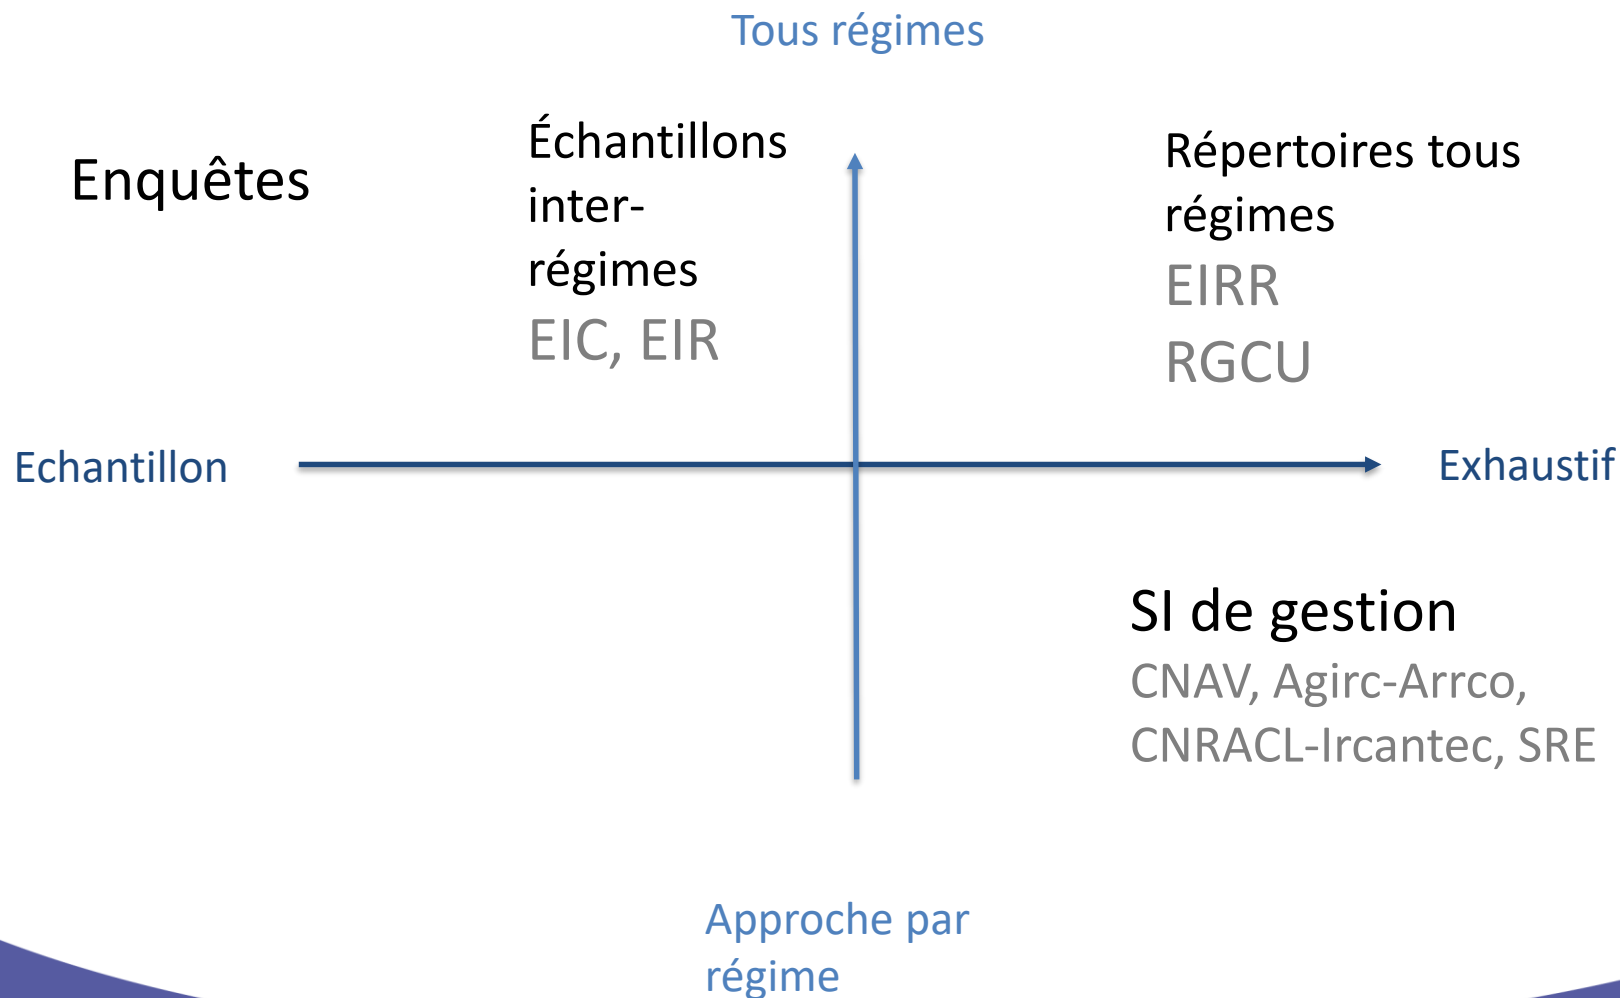 Tous régimes
Enquêtes
Échantillons
inter-
régimes
EIC, EIR
Répertoires tous
régimes
EIRR
RGCU
Echantillon
Exhaustif
SI de gestion
CNAV, Agirc-Arrco,
CNRACL-Ircantec, SRE
Approche par
régime